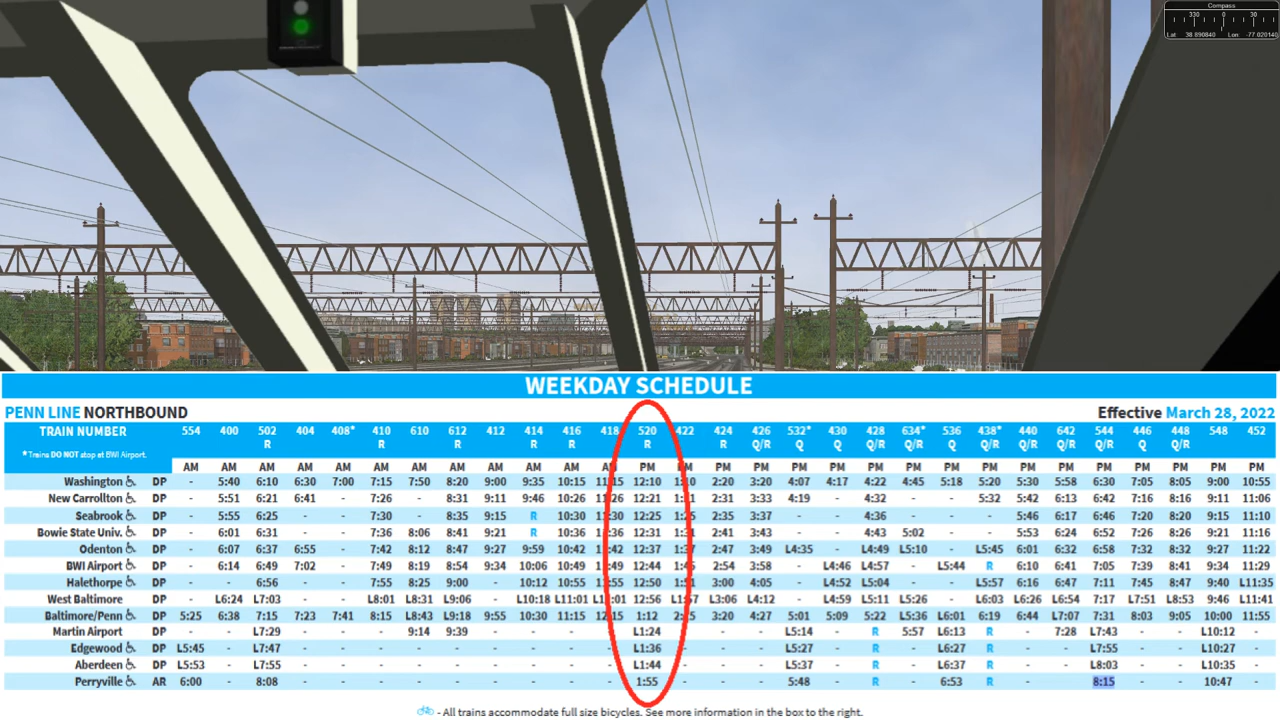 Compass
330 0 30
Lat: 38.890840 Lon: -77.020140
WEEKDAY SCHEDULE
PENN LINE NORTHBOUND Effective March 28, 2022
TRAIN NUMBER 554 400 502 404 408* 410 610 612 412 414 416 418 520 422 424 426 532* 430 428 634* 536 438* 440 642 544 446 448 548 452
R R R R R R R Q/R Q Q Q/R Q/R Q Q/R Q/R Q/R Q/R Q Q/R
*Trains DO NOT stop at BWI Airport.
AM AM AM AM AM AM AM AM AM AM AM AM PM PM PM PM PM PM PM PM PM PM PM PM PM PM PM PM PM
Washington DP - 5:40 6:10 6:30 7:00 7:15 7:50 8:20 9:00 9:35 10:15 11:15 12:10 1:10 2:20 3:20 4:07 4:17 4:22 4:45 5:18 5:20 5:30 5:58 6:30 7:05 8:05 9:00 10:55
New Carrollton DP - 5:51 6:21 6:41 - 7:26 - 8:31 9:11 9:46 10:26 11:26 12:21 2:31 3:33 4:19 - 4:32 - - 5:32 5:42 6:13 6:42 7:16 8:16 9:11 11:06
Seabrook DP - 5:55 6:25 - - 7:30 - 8:35 9:15 R 10:30 11:30 12:25 2:35 3:37 - - 4:36 - - - 5:46 6:17 6:46 7:20 8:20 9:15 11:10
Bowie State Univ. DP - 6:01 6:31 - - 7:36 8:06 8:41 9:21 R 10:36 11:36 12:31 2:41 3:43 - - 4:43 5:02 - - 5:53 6:24 6:52 7:26 8:26 9:21 11:16
Odenton DP - 6:07 6:37 6:55 - 7:42 8:12 8:47 9:27 9:59 10:42 11:42 12:37 2:47 3:49 L4:35 - L4:49 L5:10 - L5:45 6:01 6:32 6:58 7:32 8:32 9:27 11:22
BWI Airport DP - 6:14 6:49 7:02 - 7:49 8:19 8:54 9:34 10:06 10:49 11:49 12:44 2:54 3:58 - L4:46 L4:57 - L5:44 R 6:10 6:41 7:05 7:39 8:41 9:34 11:29
Halethorpe DP - - 6:56 - - 7:55 8:25 9:00 - 10:12 10:55 11:55 12:50 3:00 4:05 - L4:52 L5:04 - - L5:57 6:16 6:47 7:11 7:45 8:47 9:40 L11:35
West Baltimore DP - L6:24 L7:03 - - L8:01 L8:31 L9:06 - L10:18 L11:01 12:56 L3:06 L4:12 - L4:59 L5:11 L5:26 - L6:03 L6:26 L6:54 7:17 L7:51 L8:53 L9:46 L11:41
Baltimore/Penn DP 5:25 6:38 7:15 7:23 7:41 8:15 L8:43 L9:18 9:55 10:30 11:15 12:15 1:12 3:20 4:27 5:01 5:09 5:22 L5:36 L6:01 6:19 6:44 L7:07 7:31 8:03 9:05 10:00 11:55
Martin Airport DP - - L7:29 - - - 9:14 9:39 - - - - L1:24 - - - L5:14 - R 5:57 L6:13 R - 7:28 L7:43 - - L10:12 -
Edgewood DP L5:45 - L7:47 - - - - - - - - - L1:36 - - - L5:27 - R - L6:27 R - - L7:55 - - L10:27 -
Aberdeen DP L5:53 - L7:55 - - - - - - - - - L1:44 - - - L5:37 - R - L6:37 R - - L8:03 - - L10:35 -
Perryville AR 6:00 - 8:08 - - - - - - - - - 1:55 - - - 5:48 - R - 6:53 R - - 8:15 - - 10:47 -
- All trains accommodate full size bicycles. See more information in the box to the right.